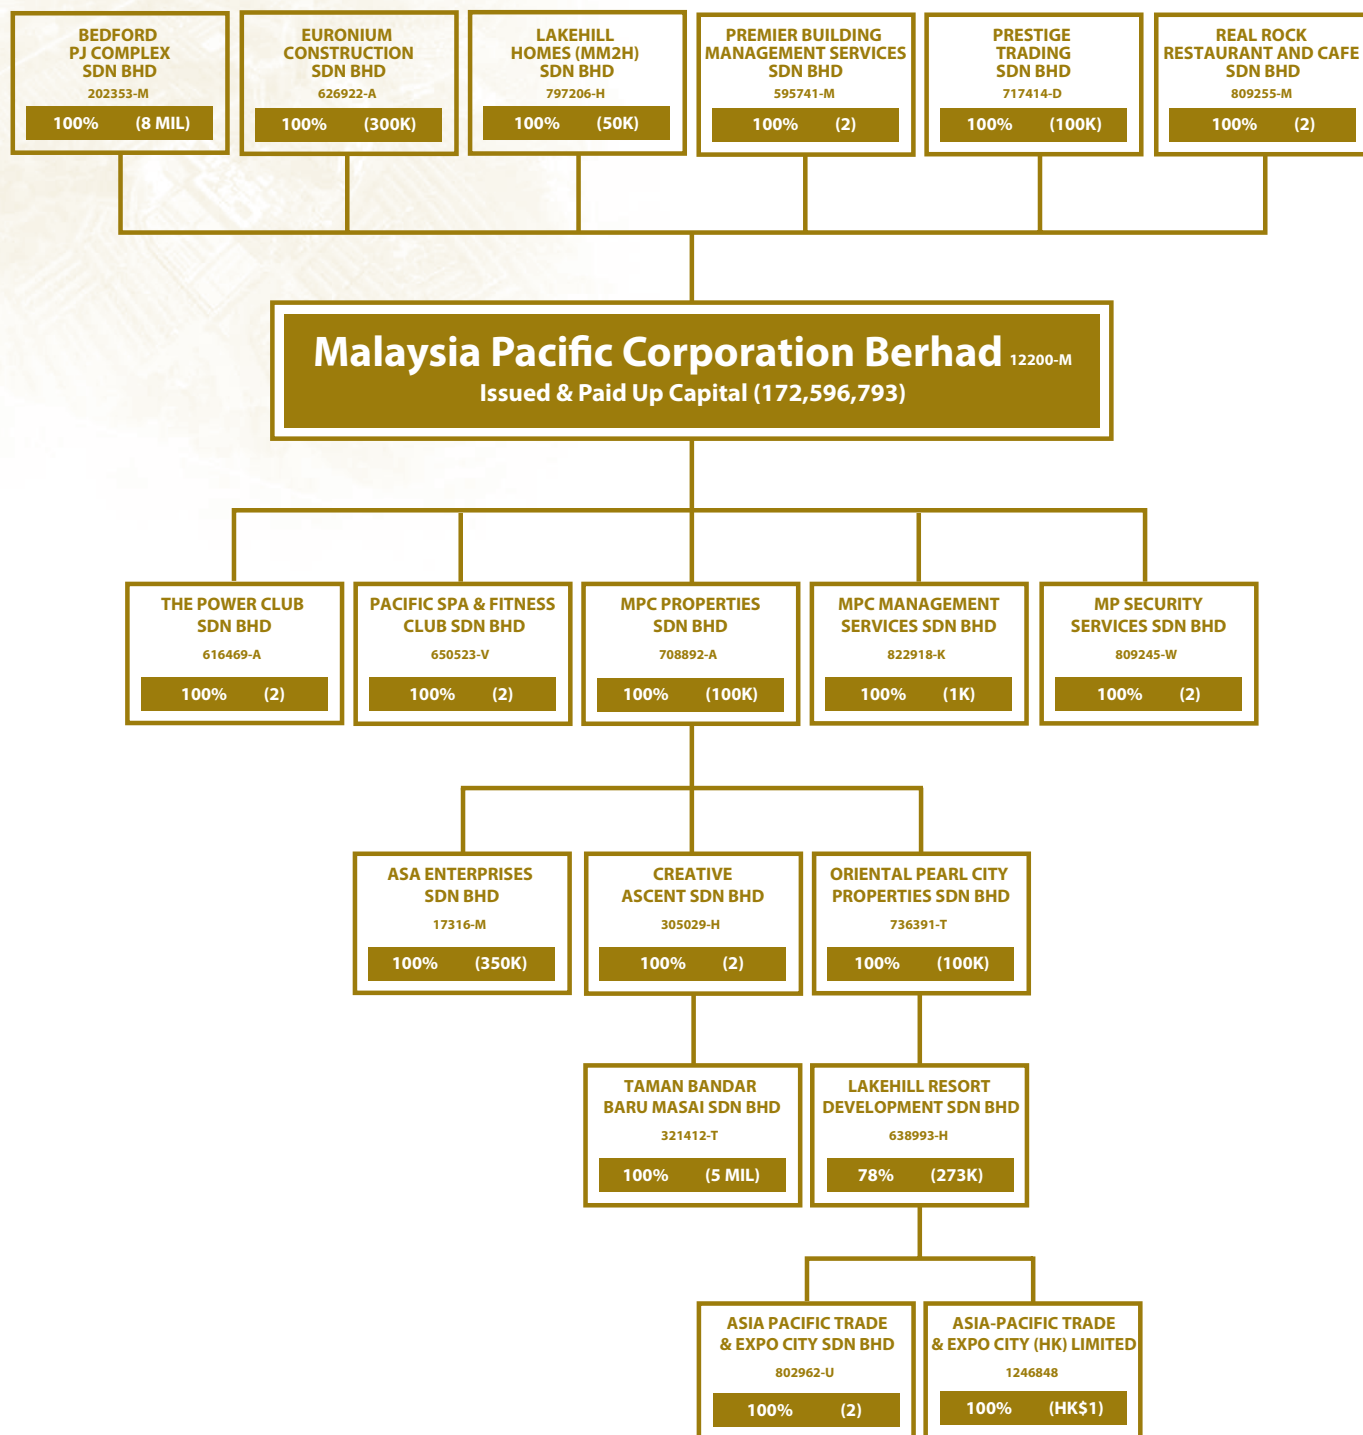 BEDFORD
PJ COMPLEX
SDN BHD
202353-M
100% (8 MIL)
EURONIUM
CONSTRUCTION
SDN BHD
626922-A
100% (300K)
LAKEHILL
HOMES (MM2H)
SDN BHD
797206-H
100% (50K)
PREMIER BUILDING
MANAGEMENT SERVICES
SDN BHD
595741-M
100% (2)
PRESTIGE
TRADING
SDN BHD
717414-D
100% (100K)
REAL ROCK
RESTAURANT AND CAFE
SDN BHD
809255-M
100% (2)
Malaysia Pacific Corporation Berhad 12200-M
Issued & Paid Up Capital (172,596,793)
THE POWER CLUB
SDN BHD
616469-A
100% (2)
PACIFIC SPA & FITNESS
CLUB SDN BHD
650523-V
100% (2)
MPC PROPERTIES
SDN BHD
708892-A
100% (100K)
MPC MANAGEMENT
SERVICES SDN BHD
822918-K
100% (1K)
MP SECURITY
SERVICES SDN BHD
809245-W
100% (2)
ASA ENTERPRISES
SDN BHD
17316-M
100% (350K)
CREATIVE
ASCENT SDN BHD
305029-H
100% (2)
ORIENTAL PEARL CITY
PROPERTIES SDN BHD
736391-T
100% (100K)
TAMAN BANDAR
BARU MASAI SDN BHD
321412-T
100% (5 MIL)
LAKEHILL RESORT
DEVELOPMENT SDN BHD
638993-H
78% (273K)
ASIA PACIFIC TRADE
& EXPO CITY SDN BHD
802962-U
100% (2)
ASIA-PACIFIC TRADE
& EXPO CITY (HK) LIMITED
1246848
100% (HK$1)